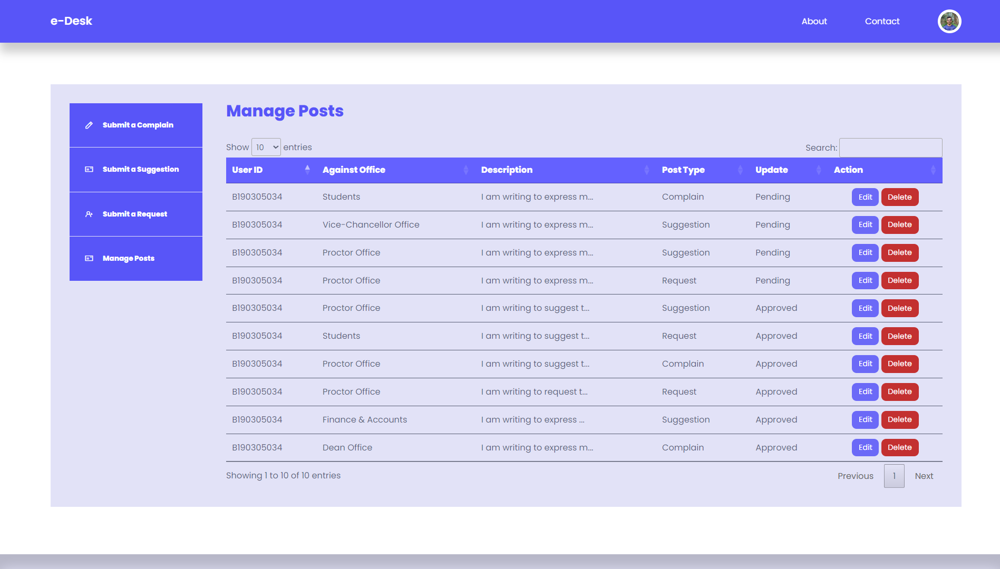 e-Desk About Contact
Submit a Complain
Submit a Suggestion
Submit a Request
Manage Posts
Manage Posts
Show 10 entries Search:
User ID Against Office Description Post Type Update Action
B190305034 Students I am writing to express m... Complain Pending Edit Delete
B190305034 Vice-Chancellor Office I am writing to express m... Suggestion Pending Edit Delete
B190305034 Proctor Office I am writing to express m... Suggestion Pending Edit Delete
B190305034 Proctor Office I am writing to express m... Request Pending Edit Delete
B190305034 Proctor Office I am writing to suggest t... Suggestion Approved Edit Delete
B190305034 Students I am writing to suggest t... Request Approved Edit Delete
B190305034 Proctor Office I am writing to suggest t... Complain Approved Edit Delete
B190305034 Proctor Office I am writing to request t... Request Approved Edit Delete
B190305034 Finance & Accounts I am writing to express ... Suggestion Approved Edit Delete
B190305034 Dean Office I am writing to express m... Complain Approved Edit Delete
Showing 1 to 10 of 10 entries Previous 1 Next